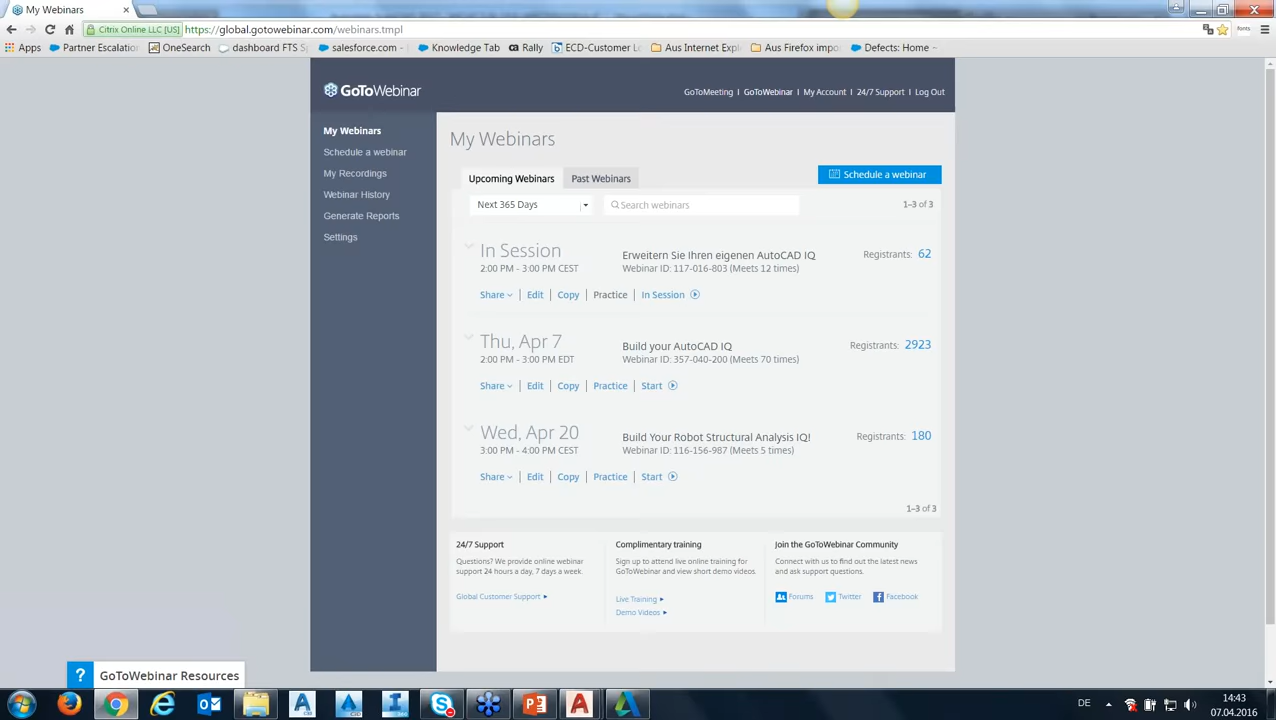 My Webinars
Citrix Online LLC [US] https://global.gotowebinar.com/webinars.tmpl
Apps Partner Escalatio OneSearch dashboard FTS salesforce.com Knowledge Tab Rally ECD-Customer Lo Aus Internet Expl Aus Firefox impo Defects: Home ~
fonts
GoToWebinar
GoToMeeting | GoToWebinar | My Account | 24/7 Support | Log Out
My Webinars
Schedule a webinar
My Recordings
Webinar History
Generate Reports
Settings
My Webinars
Upcoming Webinars Past Webinars
Schedule a webinar
Next 365 Days Search webinars 1–3 of 3
In Session Erweitern Sie Ihren eigenen AutoCAD IQ Registrants: 62
2:00 PM - 3:00 PM CEST Webinar ID: 117-016-803 (Meets 12 times)
Share | Edit | Copy | Practice | In Session
Thu, Apr 7 Build your AutoCAD IQ Registrants: 2923
2:00 PM - 3:00 PM EDT Webinar ID: 357-040-200 (Meets 70 times)
Share | Edit | Copy | Practice | Start
Wed, Apr 20 Build Your Robot Structural Analysis IQ! Registrants: 180
3:00 PM - 4:00 PM CEST Webinar ID: 116-156-987 (Meets 5 times)
Share | Edit | Copy | Practice | Start
1–3 of 3
24/7 Support
Questions? We provide online webinar
support 24 hours a day, 7 days a week.
Global Customer Support
Complimentary training
Sign up to attend live online training for
GoToWebinar and view short demo videos.
Live Training
Demo Videos
Join the GoToWebinar Community
Connect with us to find out the latest news
and ask support questions.
Forums Twitter Facebook
? GoToWebinar Resources
DE
14:43
07.04.2016